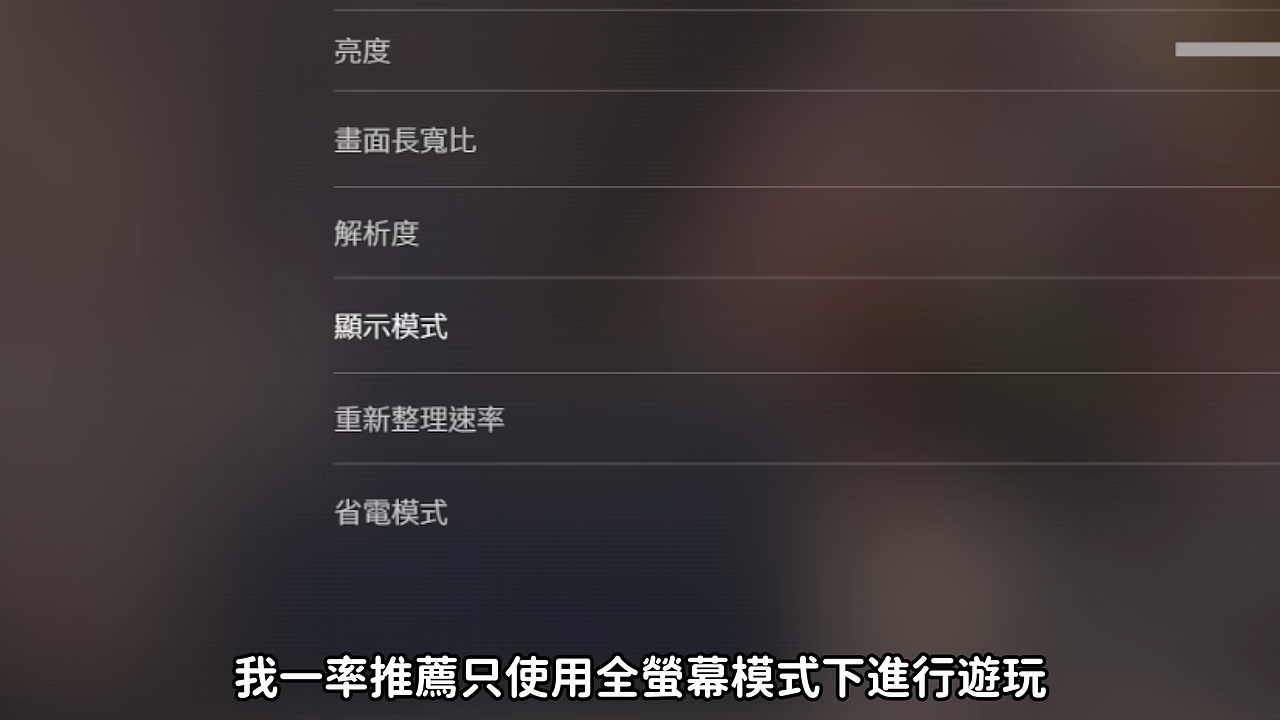 亮度
畫面長寬比
解析度
顯示模式
重新整理速率
省電模式
我一率推薦只使用全螢幕模式下進行遊玩